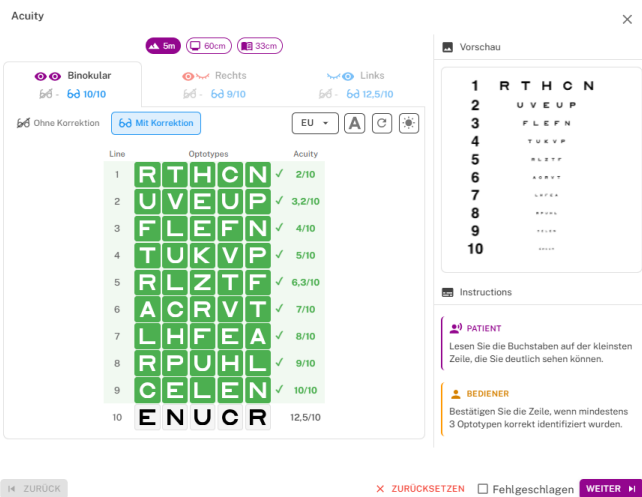 Acuity
5m 60cm 33cm
Binokular
- 10/10
Rechts
- 9/10
Links
- 12,5/10
Ohne Korrektion
Mit Korrektion
EU
A
Line Optotypes Acuity
1 R T H C N ✓ 2/10
2 U V E U P ✓ 3,2/10
3 F L E F N ✓ 4/10
4 T U K V P ✓ 5/10
5 R L Z T F ✓ 6,3/10
6 A C R V T ✓ 7/10
7 L H F E A ✓ 8/10
8 R P U H L ✓ 9/10
9 C E L E N ✓ 10/10
10 E N U C R 12,5/10
Vorschau
1 R T H C N
2 U V E U P
3 F L E F N
4 T U K V P
5 R L Z T F
6 A C R V T
7 L H F E A
8 R P U H L
9
10
Instructions
PATIENT
Lesen Sie die Buchstaben auf der kleinsten
Zeile, die Sie deutlich sehen können.
BEDIENER
Bestätigen Sie die Zeile, wenn mindestens
3 Optotypen korrekt identifiziert wurden.
ZURÜCK
ZURÜCKSETZEN
Fehlgeschlagen
WEITER